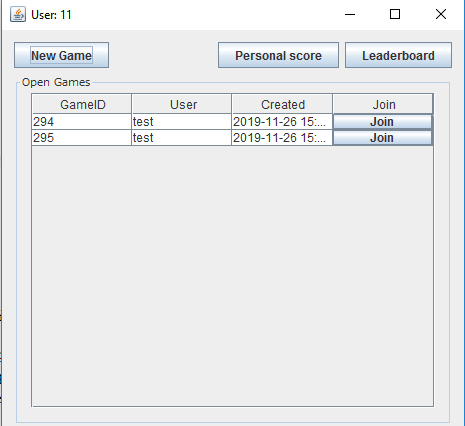 User: 11
New Game Personal score Leaderboard
Open Games
GameID User Created Join
294 test 2019-11-26 15:... Join
295 test 2019-11-26 15:... Join